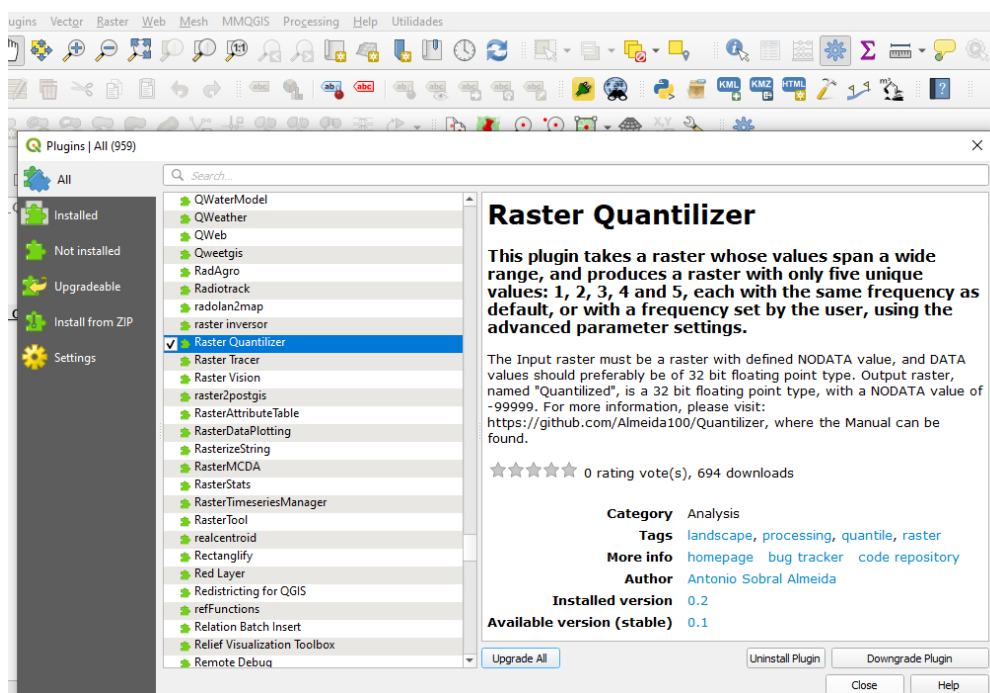 ugins Vector Raster Web Mesh MMQGIS Processing Help Utilidades
abc abc abc
KML KMZ HTML
X,Y
Plugins | All (959)
All
Search...
Installed
Not installed
Upgradeable
Install from ZIP
Settings
QWaterModel
QWeather
QWeb
Qweetgis
RadAgro
Radiotrack
radolan2map
raster inversor
Raster Quantilizer
Raster Tracer
Raster Vision
raster2postgis
RasterAttributeTable
RasterDataPlotting
RasterizeString
RasterMCDA
RasterStats
RasterTimeseriesManager
RasterTool
realcentroid
Rectanglify
Red Layer
Redistricting for QGIS
refFunctions
Relation Batch Insert
Relief Visualization Toolbox
Remote Debug
Raster Quantilizer
This plugin takes a raster whose values span a wide
range, and produces a raster with only five unique
values: 1, 2, 3, 4 and 5, each with the same frequency as
default, or with a frequency set by the user, using the
advanced parameter settings.
The Input raster must be a raster with defined NODATA value, and DATA
values should preferably be of 32 bit floating point type. Output raster,
named "Quantilized", is a 32 bit floating point type, with a NODATA value of
-99999. For more information, please visit:
https://github.com/Almeida100/Quantilizer, where the Manual can be
found.
0 rating vote(s), 694 downloads
Category Analysis
Tags landscape, processing, quantile, raster
More info homepage bug tracker code repository
Author Antonio Sobral Almeida
Installed version 0.2
Available version (stable) 0.1
Upgrade All Uninstall Plugin Downgrade Plugin
Close Help